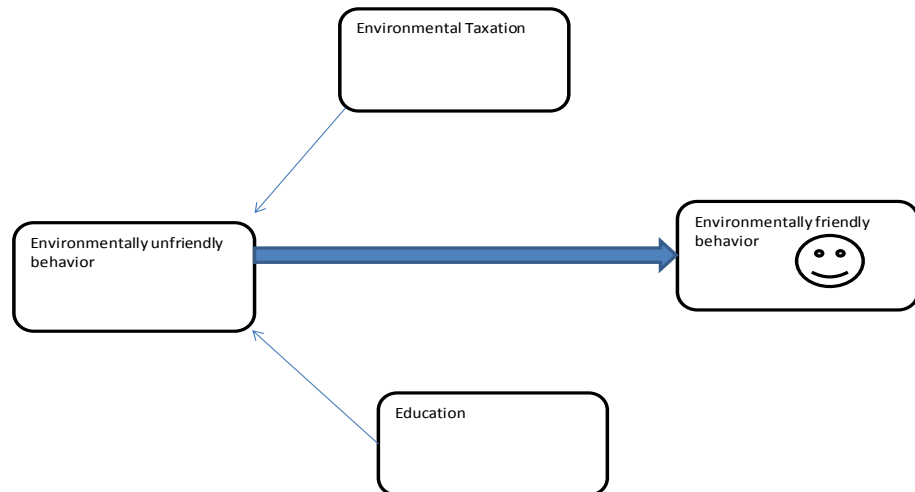 Environmental Taxation
Environmentally unfriendly
behavior
Environmentally friendly
behavior
Education